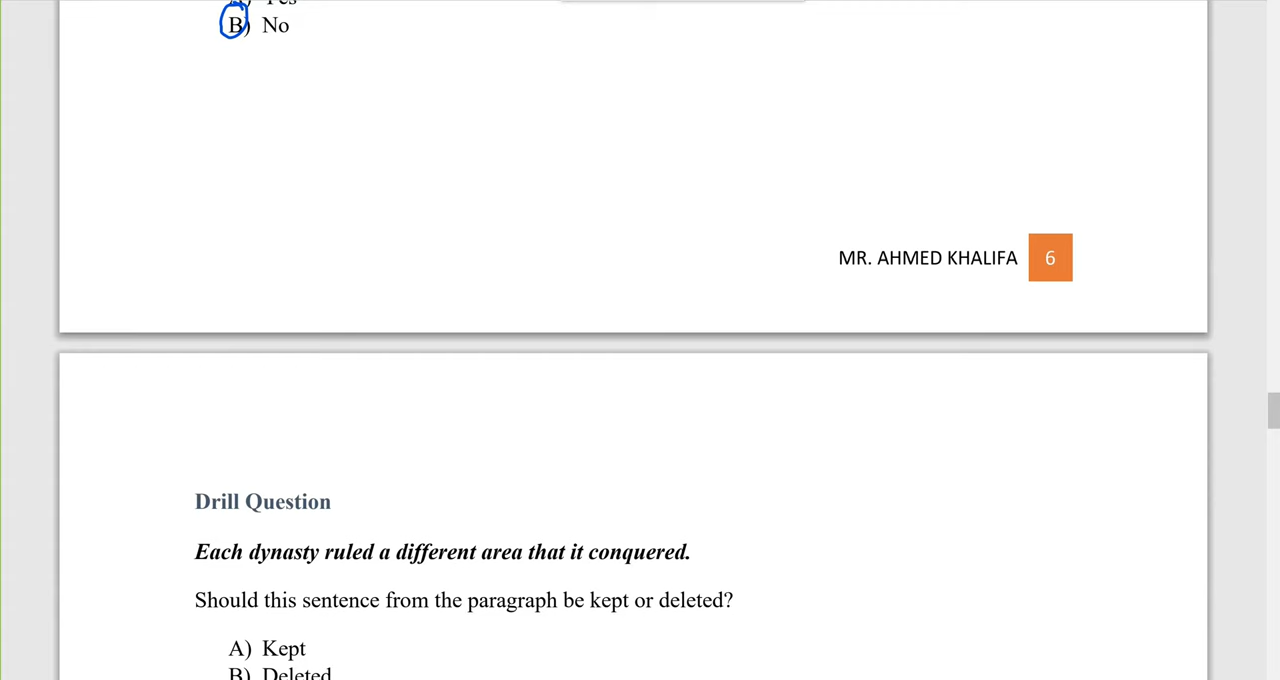 B) No
MR. AHMED KHALIFA 6
Drill Question
Each dynasty ruled a different area that it conquered.
Should this sentence from the paragraph be kept or deleted?
A) Kept
B) Deleted